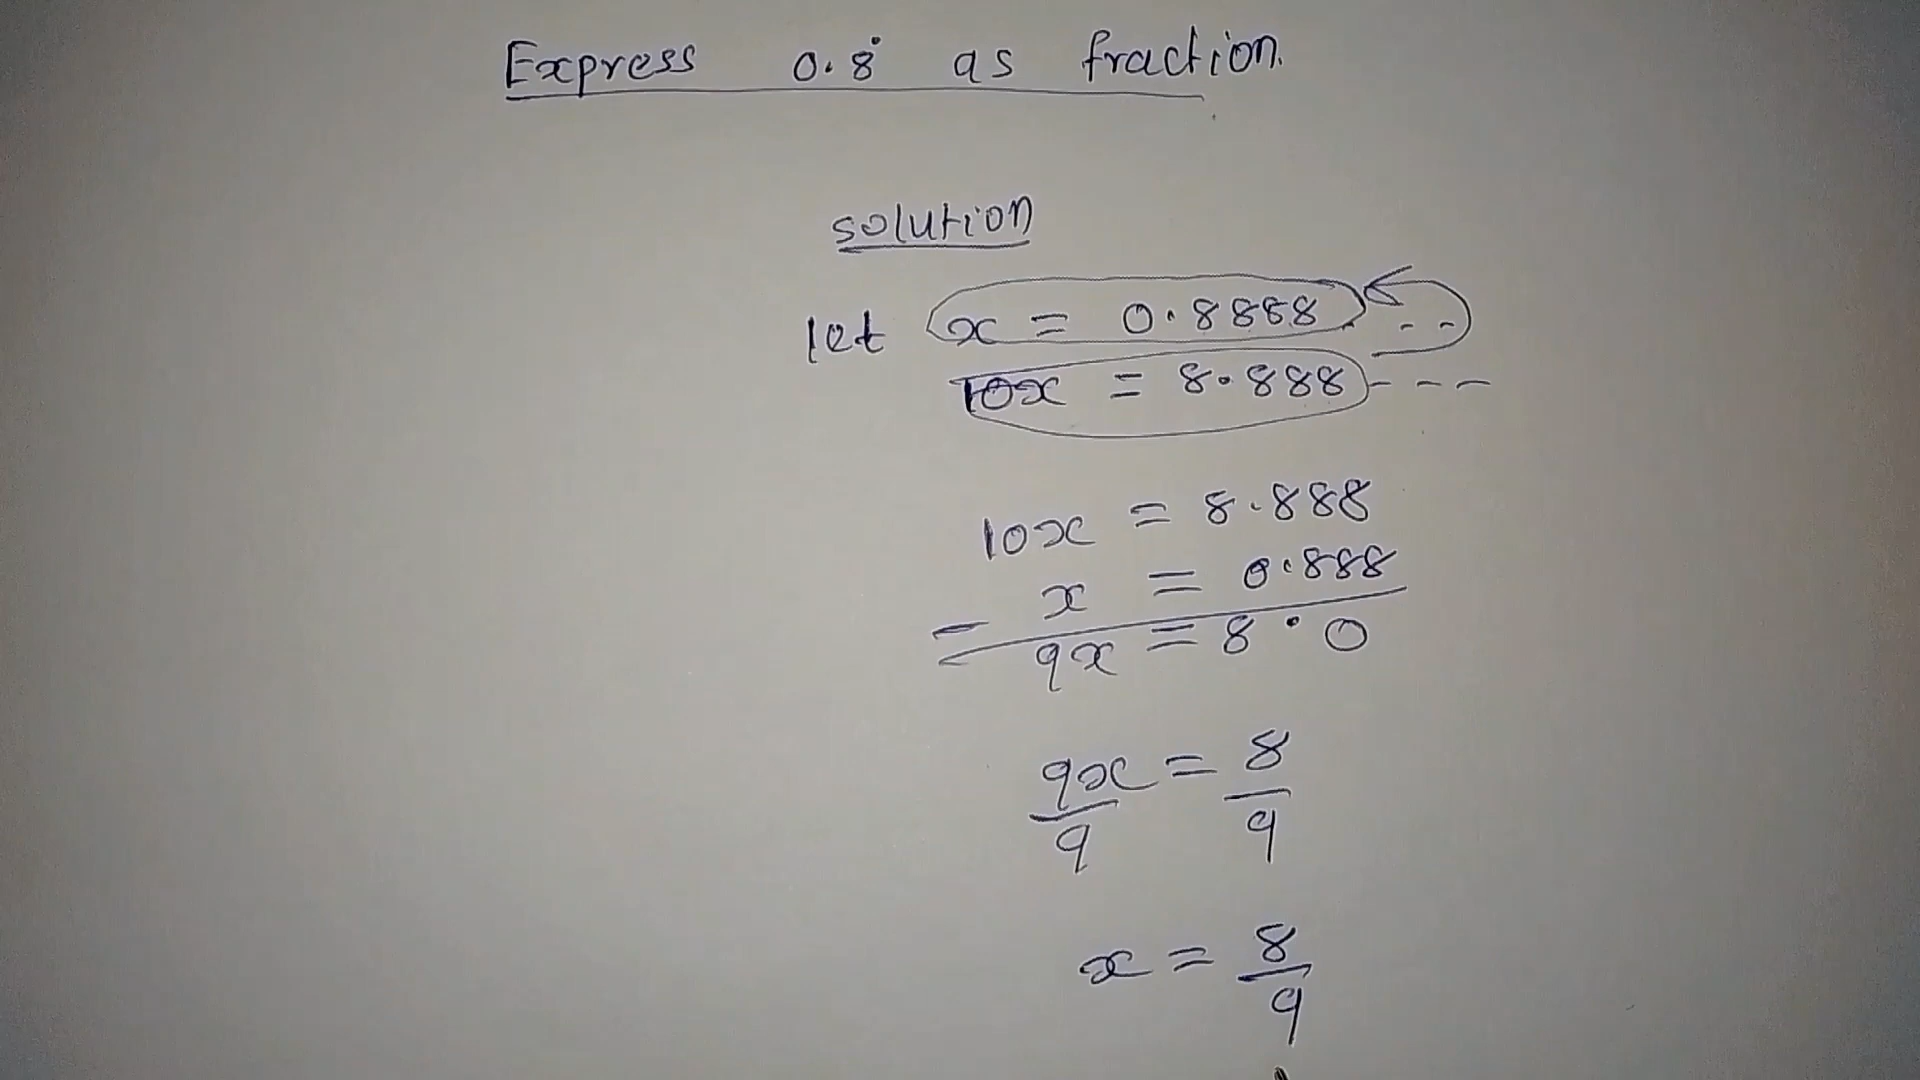 Express 0.8̇ as fraction.
solution
let x = 0.8888. - -
10x = 8.888 - - -
10x = 8.888
- x = 0.888
9x = 8.0
9x/9 = 8/9
x = 8/9